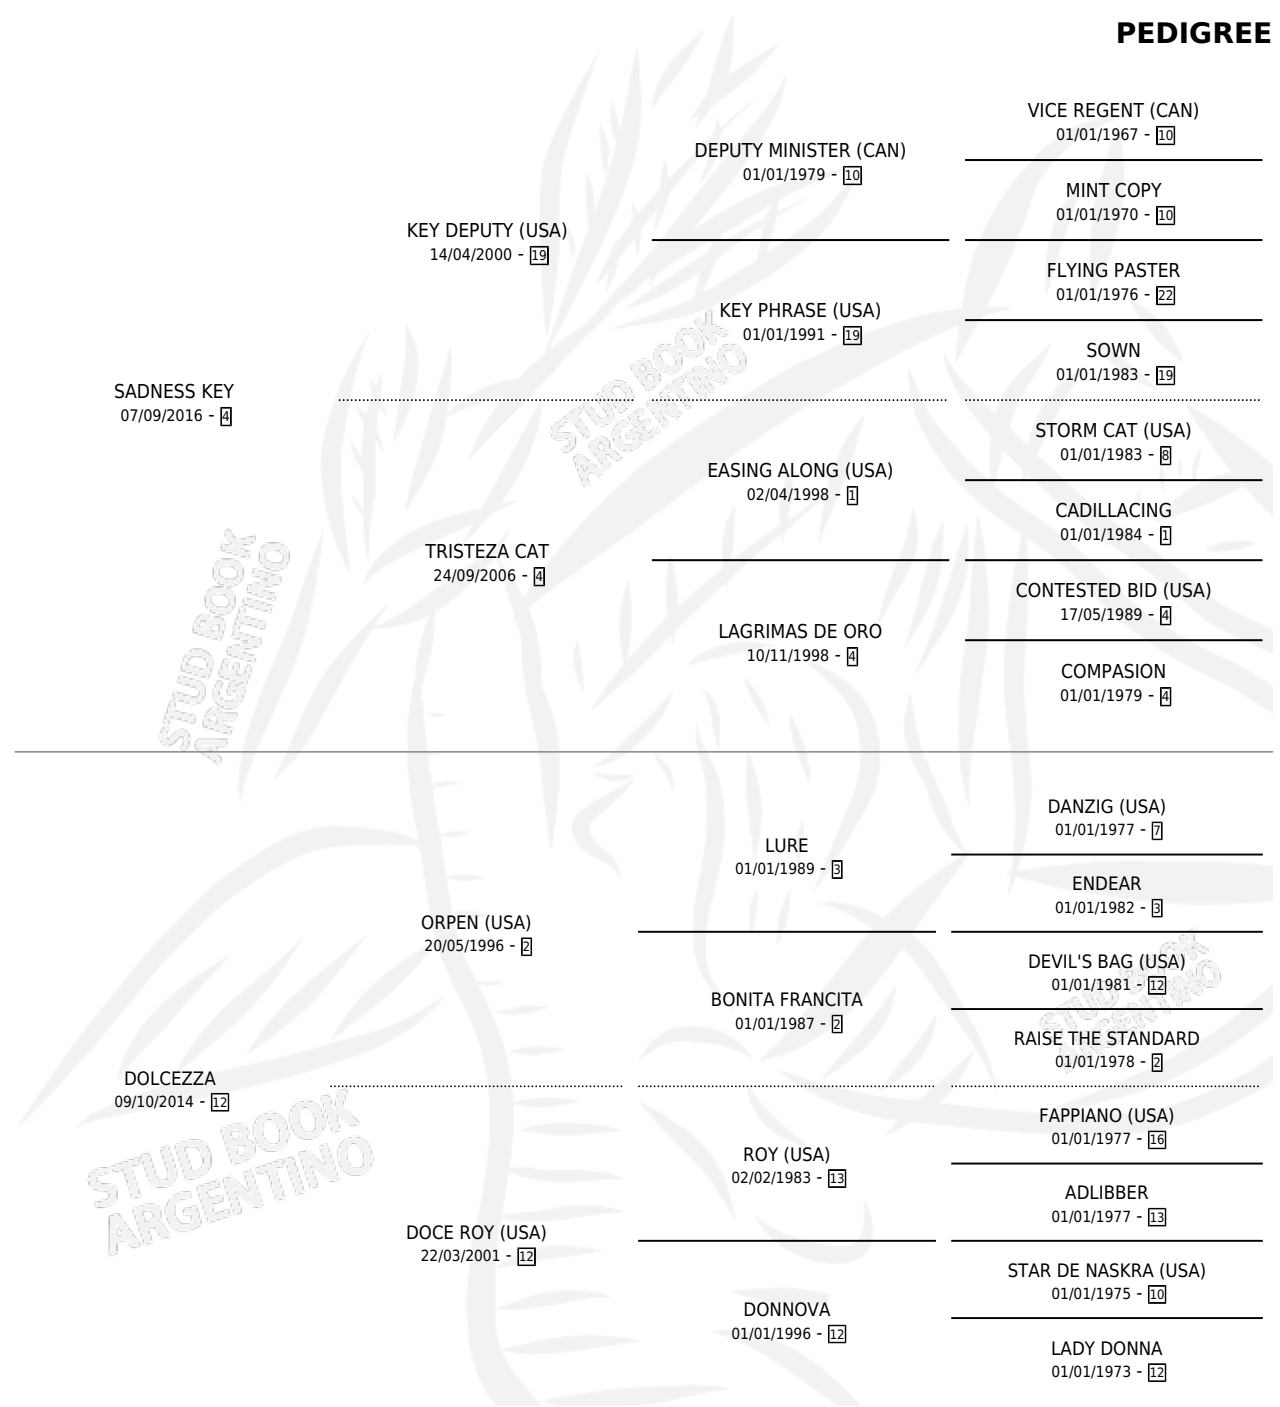 PEDIGREE
VICE REGENT (CAN)
01/01/1967 - 10
DEPUTY MINISTER (CAN)
01/01/1979 - 10
MINT COPY
01/01/1970 - 10
KEY DEPUTY (USA)
14/04/2000 - 19
FLYING PASTER
01/01/1976 - 22
KEY PHRASE (USA)
01/01/1991 - 19
SOWN
01/01/1983 - 19
SADNESS KEY
07/09/2016 - 4
STORM CAT (USA)
01/01/1983 - 8
EASING ALONG (USA)
02/04/1998 - 1
CADILLACING
01/01/1984 - 1
TRISTEZA CAT
24/09/2006 - 4
CONTESTED BID (USA)
17/05/1989 - 4
LAGRIMAS DE ORO
10/11/1998 - 4
COMPASION
01/01/1979 - 4
DANZIG (USA)
01/01/1977 - 7
LURE
01/01/1989 - 3
ENDEAR
01/01/1982 - 3
ORPEN (USA)
20/05/1996 - 2
DEVIL'S BAG (USA)
01/01/1981 - 12
BONITA FRANCITA
01/01/1987 - 2
RAISE THE STANDARD
01/01/1978 - 2
DOLCEZZA
09/10/2014 - 12
FAPPIANO (USA)
01/01/1977 - 16
ROY (USA)
02/02/1983 - 13
ADLIBBER
01/01/1977 - 13
DOCE ROY (USA)
22/03/2001 - 12
STAR DE NASKRA (USA)
01/01/1975 - 10
DONNOVA
01/01/1996 - 12
LADY DONNA
01/01/1973 - 12
STUD BOOK
ARGENTINO
STUD BOOK
ARGENTINO
STUD BOOK
ARGENTINO
STUD BOOK
ARGENTINO